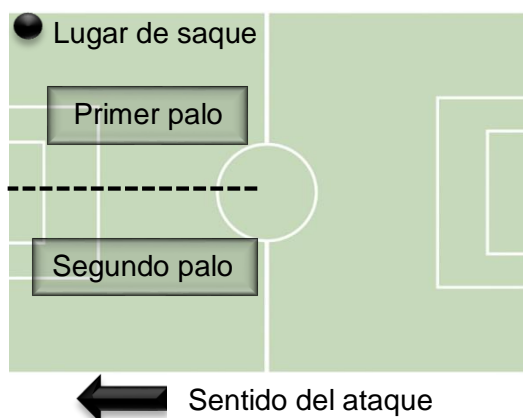 Lugar de saque
Primer palo
Segundo palo
Sentido del ataque